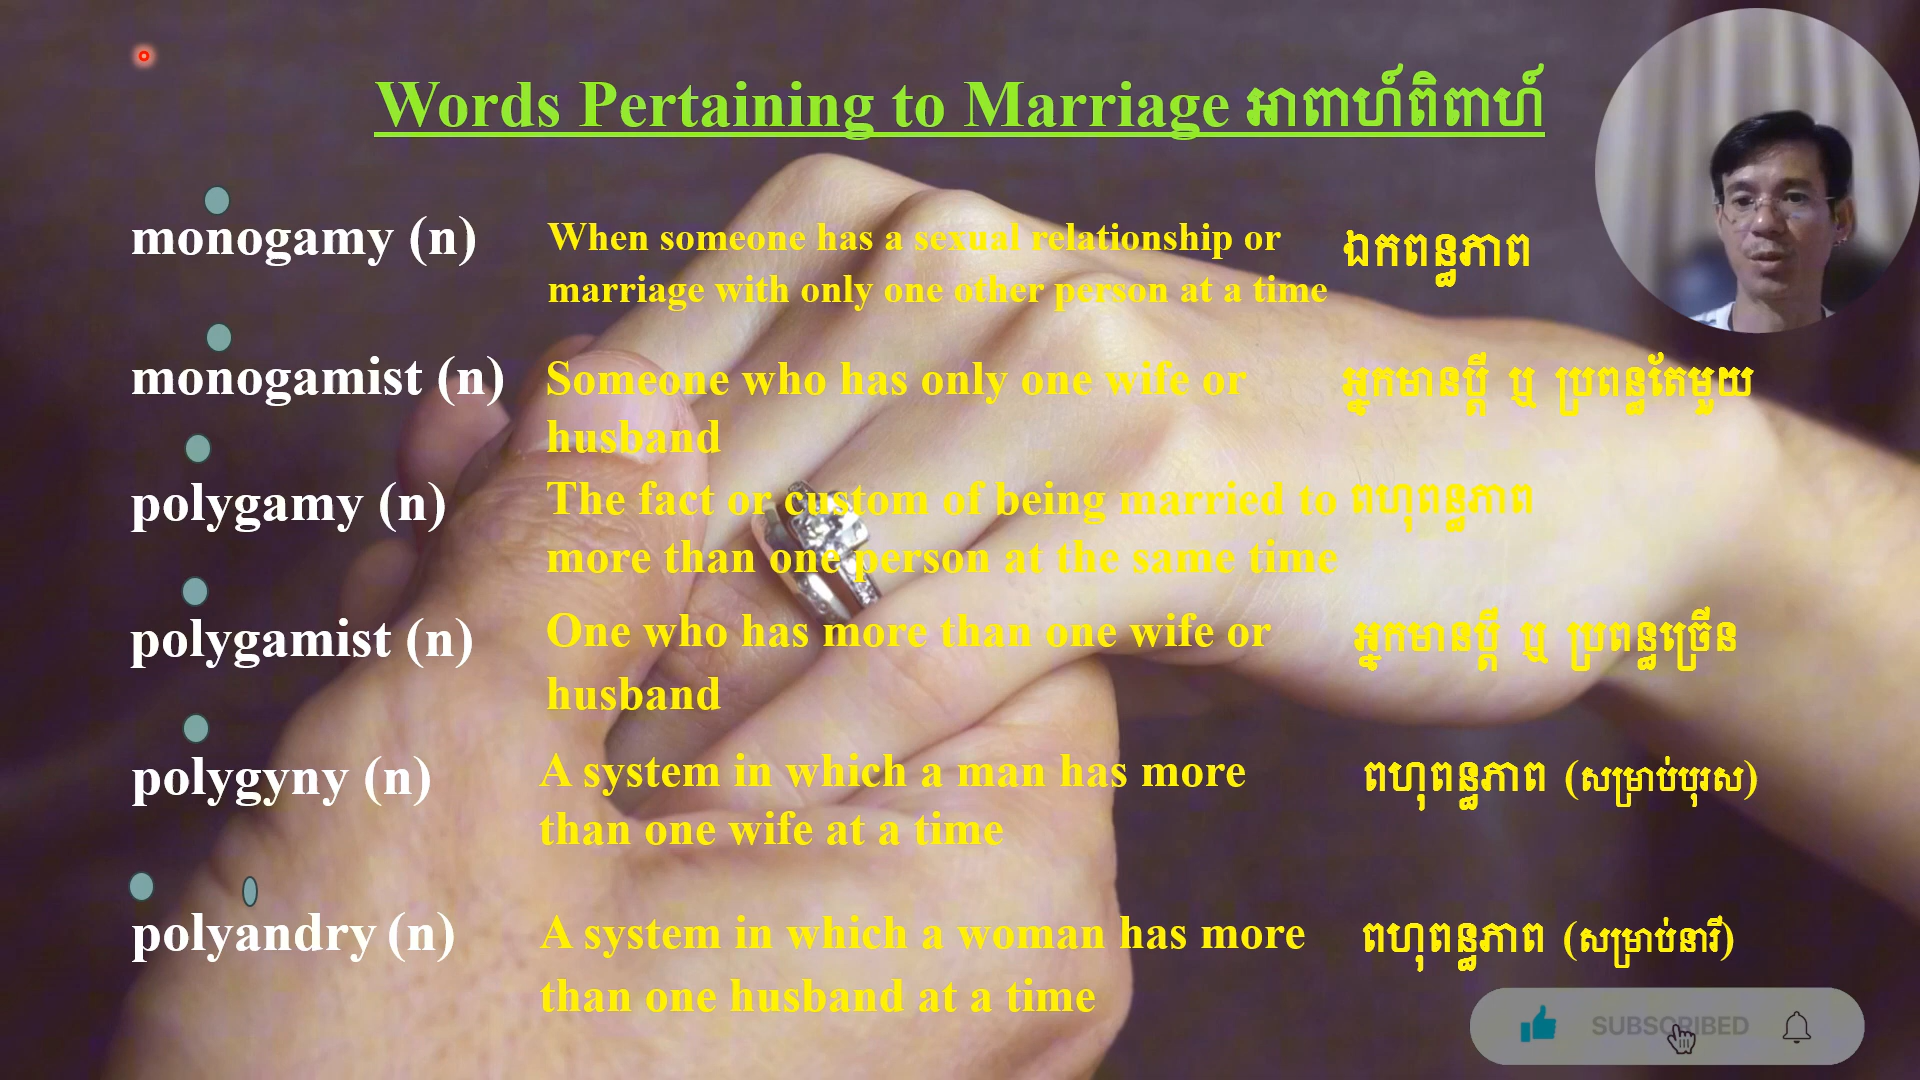 Words Pertaining to Marriage អាពាហ៍ពិពាហ៍
monogamy (n)
When someone has a sexual relationship or
marriage with only one other person at a time
ឯកពន្ធភាព
monogamist (n)
Someone who has only one wife or
husband
អ្នកមានប្តី ឬ ប្រពន្ធតែមួយ
polygamy (n)
The fact or custom of being married to
more than one person at the same time
ពហុពន្ធភាព
polygamist (n)
One who has more than one wife or
husband
អ្នកមានប្តី ឬ ប្រពន្ធច្រើន
polygyny (n)
A system in which a man has more
than one wife at a time
ពហុពន្ធភាព (សម្រាប់បុរស)
polyandry (n)
A system in which a woman has more
than one husband at a time
ពហុពន្ធភាព (សម្រាប់នារី)
SUBSCRIBED